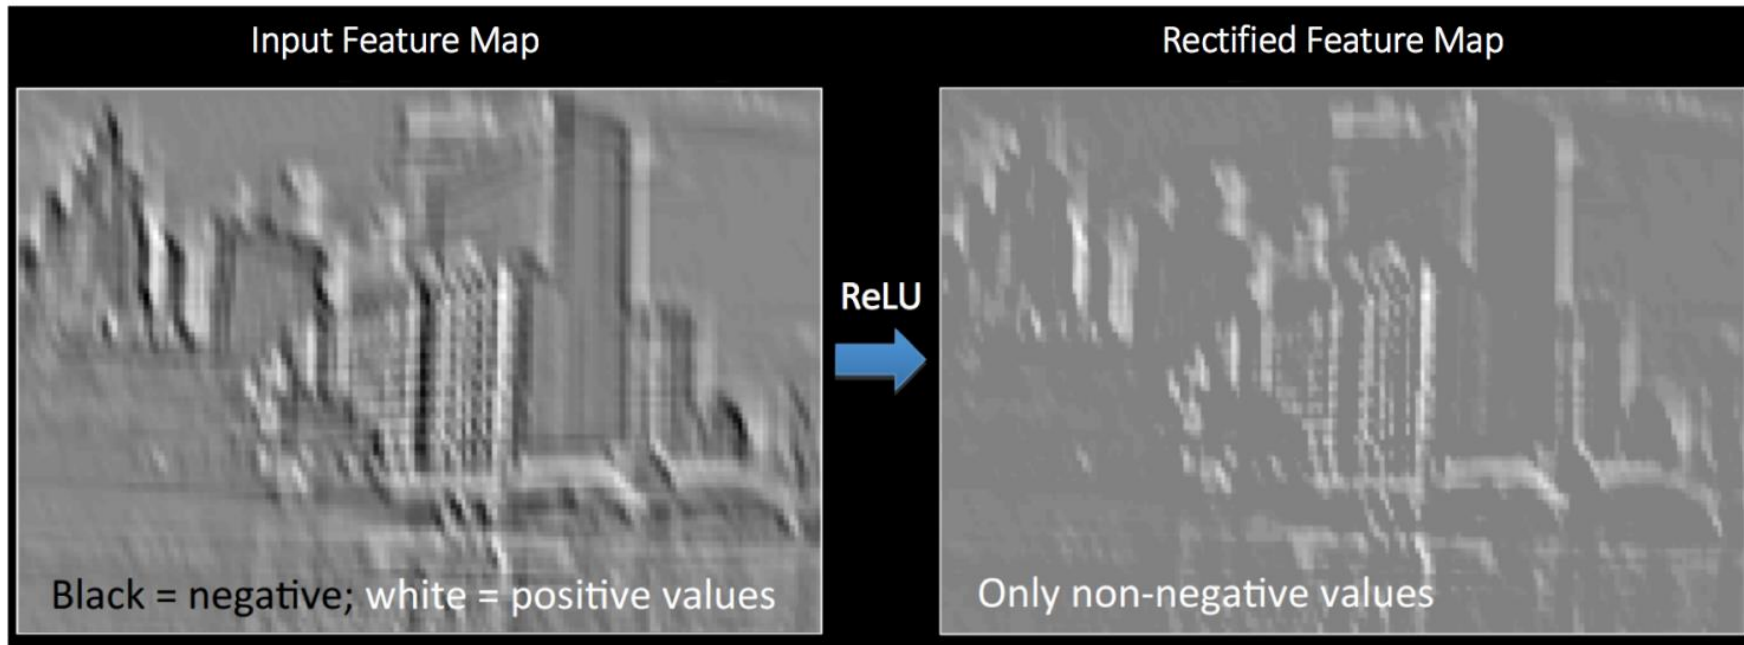 Input Feature Map
Rectified Feature Map
ReLU
Black = negative; white = positive values
Only non-negative values